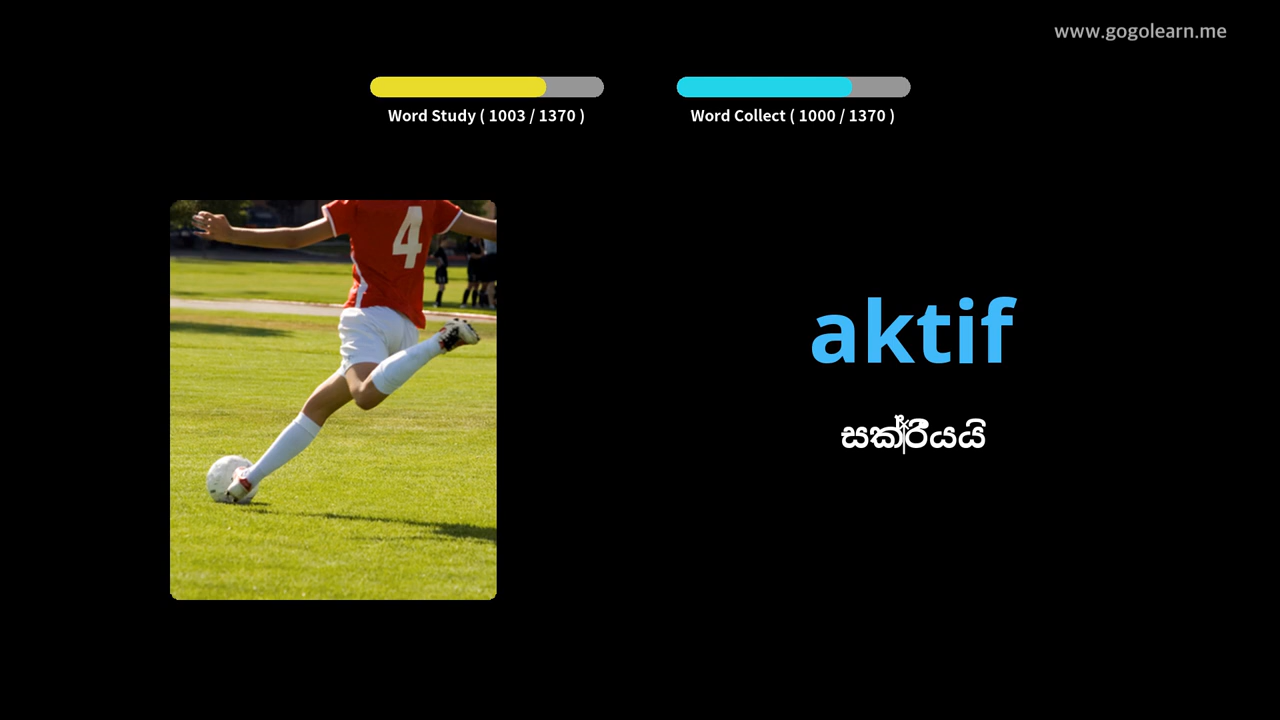 www.gogolearn.me
Word Study ( 1003 / 1370 )
Word Collect ( 1000 / 1370 )
4
aktif
සක්‍රීයයි